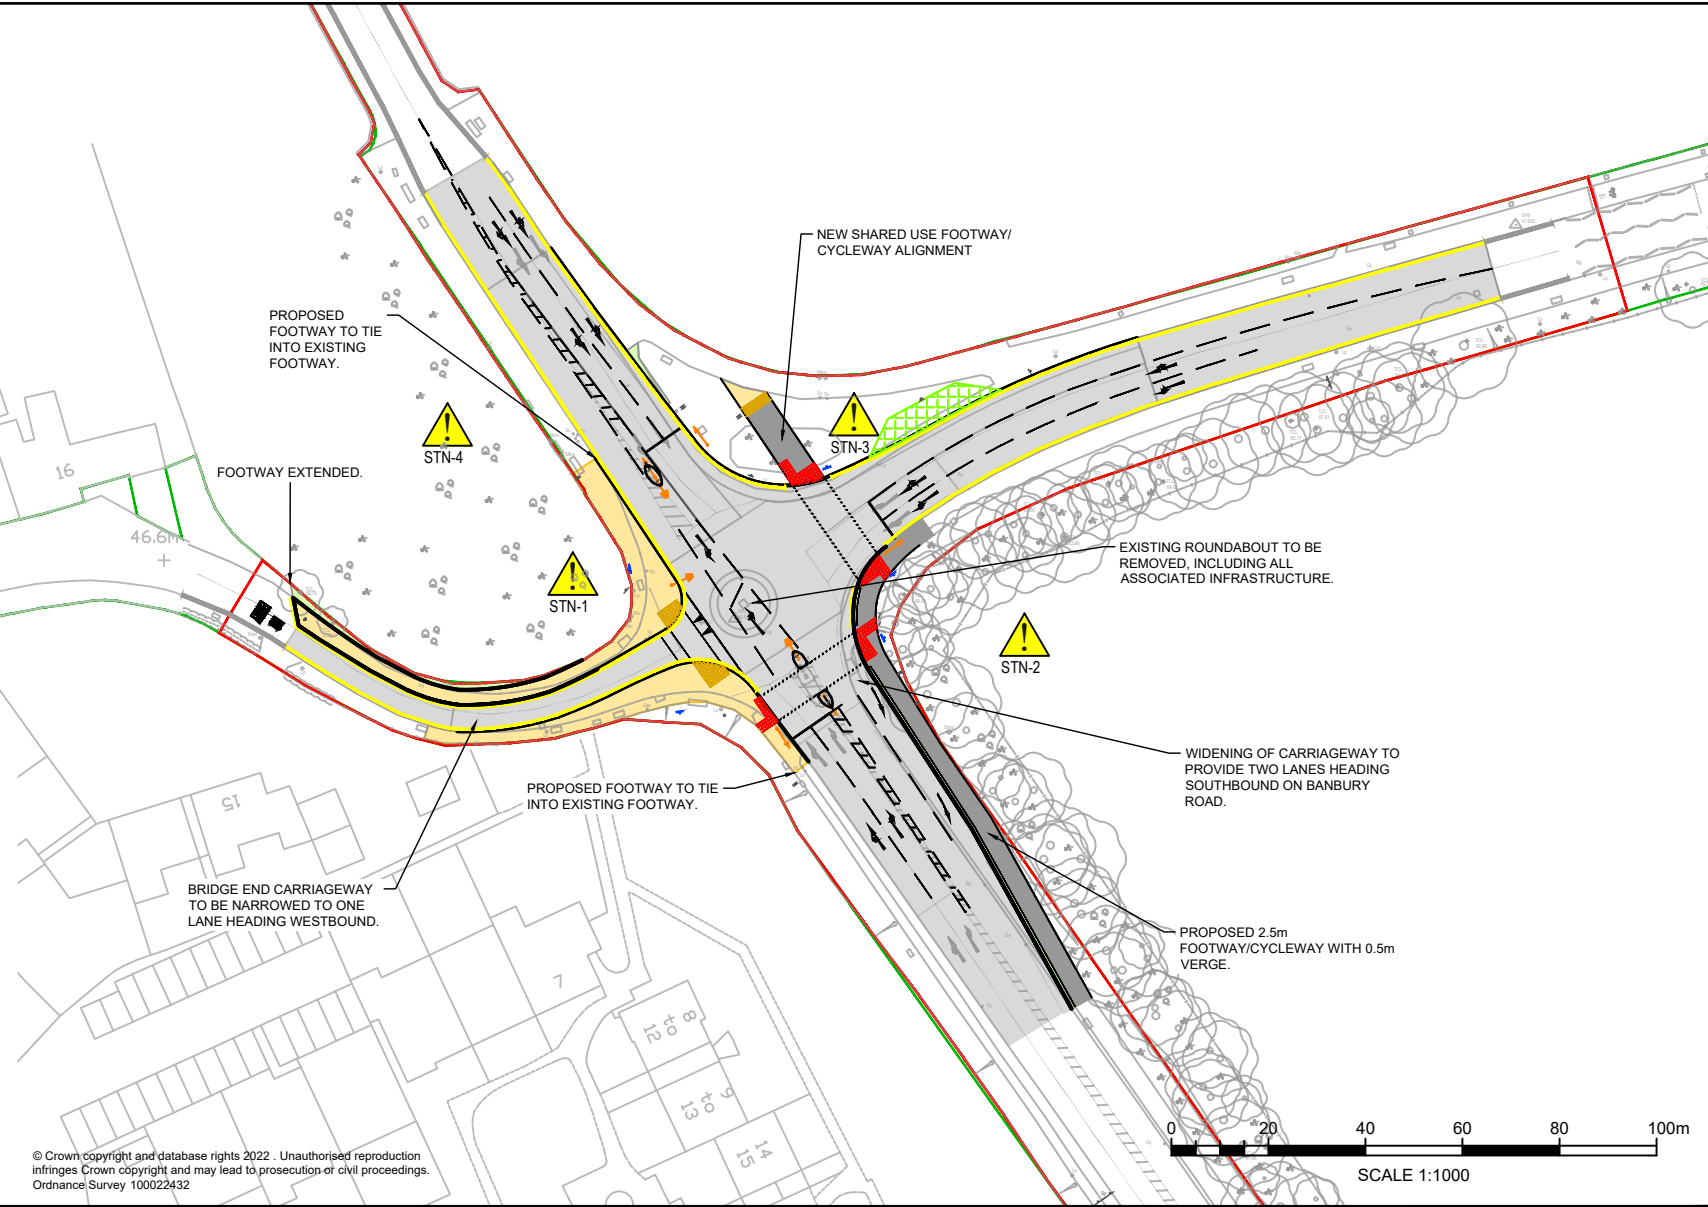 NEW SHARED USE FOOTWAY/
CYCLEWAY ALIGNMENT
PROPOSED
FOOTWAY TO TIE
INTO EXISTING
FOOTWAY.
STN-4
STN-3
16
FOOTWAY EXTENDED.
46.6m
EXISTING ROUNDABOUT TO BE
REMOVED, INCLUDING ALL
ASSOCIATED INFRASTRUCTURE.
STN-1
STN-2
WIDENING OF CARRIAGEWAY TO
PROVIDE TWO LANES HEADING
SOUTHBOUND ON BANBURY
ROAD.
PROPOSED FOOTWAY TO TIE
INTO EXISTING FOOTWAY.
15
BRIDGE END CARRIAGEWAY
TO BE NARROWED TO ONE
LANE HEADING WESTBOUND.
PROPOSED 2.5m
FOOTWAY/CYCLEWAY WITH 0.5m
VERGE.
7
8
to
12
9
to
13
14
15
0 20 40 60 80 100m
SCALE 1:1000
© Crown copyright and database rights 2022 . Unauthorised reproduction
infringes Crown copyright and may lead to prosecution or civil proceedings.
Ordnance Survey 100022432